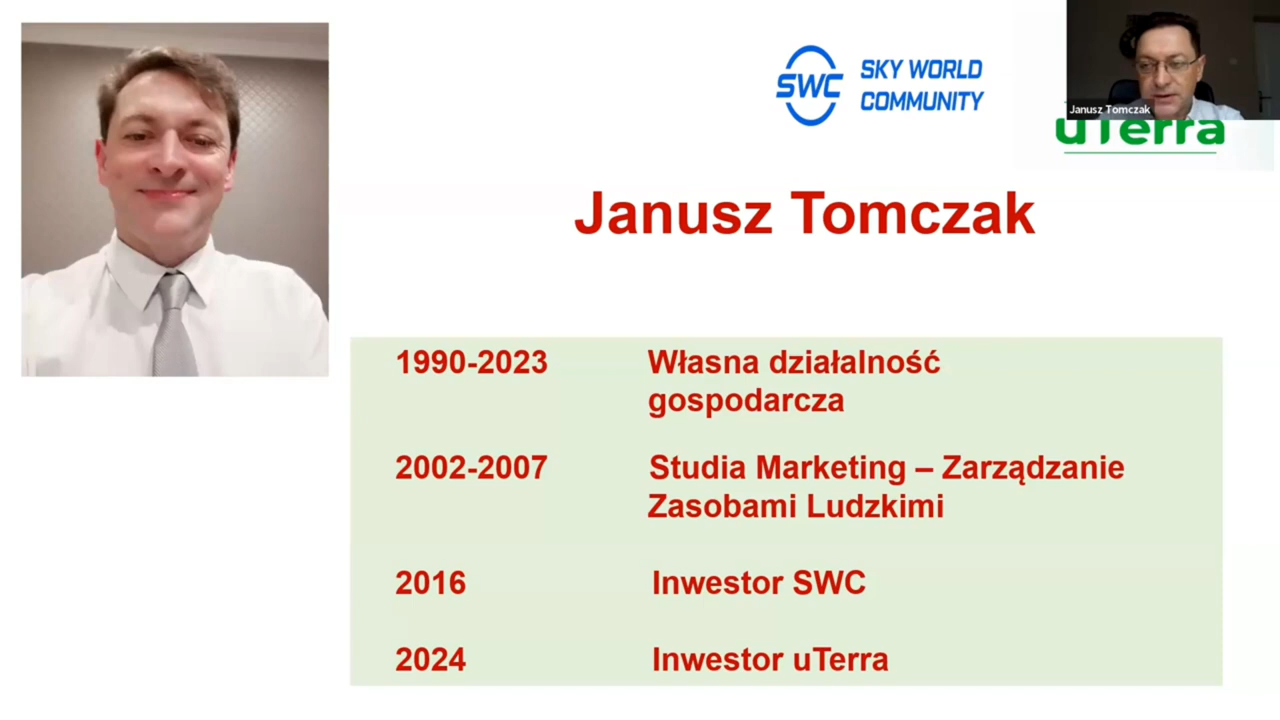 SWC
SKY WORLD
COMMUNITY
Janusz Tomczak
uTerra
Janusz Tomczak
1990-2023 Własna działalność
gospodarcza
2002-2007 Studia Marketing – Zarządzanie
Zasobami Ludzkimi
2016 Inwestor SWC
2024 Inwestor uTerra